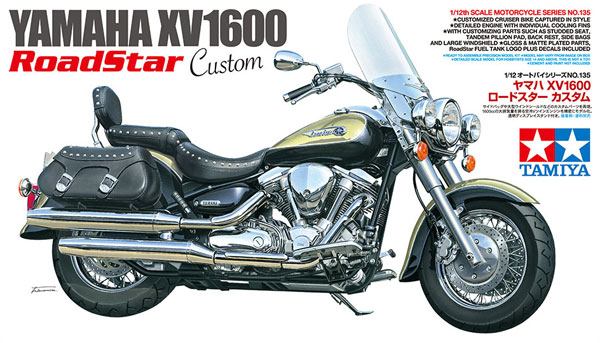 YAMAHA XV1600
RoadStar Custom
1/12th SCALE MOTORCYCLE SERIES NO.135
★CUSTOMIZED CRUISER BIKE CAPTURED IN STYLE
★DETAILED ENGINE WITH INDIVIDUAL COOLING FINS
★WITH CUSTOMIZING PARTS SUCH AS STUDDED SEAT,
TANDEM PILLION PAD, BACK REST, SIDE BAGS
AND LARGE WINDSHIELD ★GLOSS & MATTE PLATED PARTS,
RoadStar FUEL TANK LOGO PLUS DECALS INCLUDED
1/12 オートバイシリーズ NO.135
ヤマハ XV1600
ロードスター カスタム
TAMIYA
RoadStar
YAMAHA